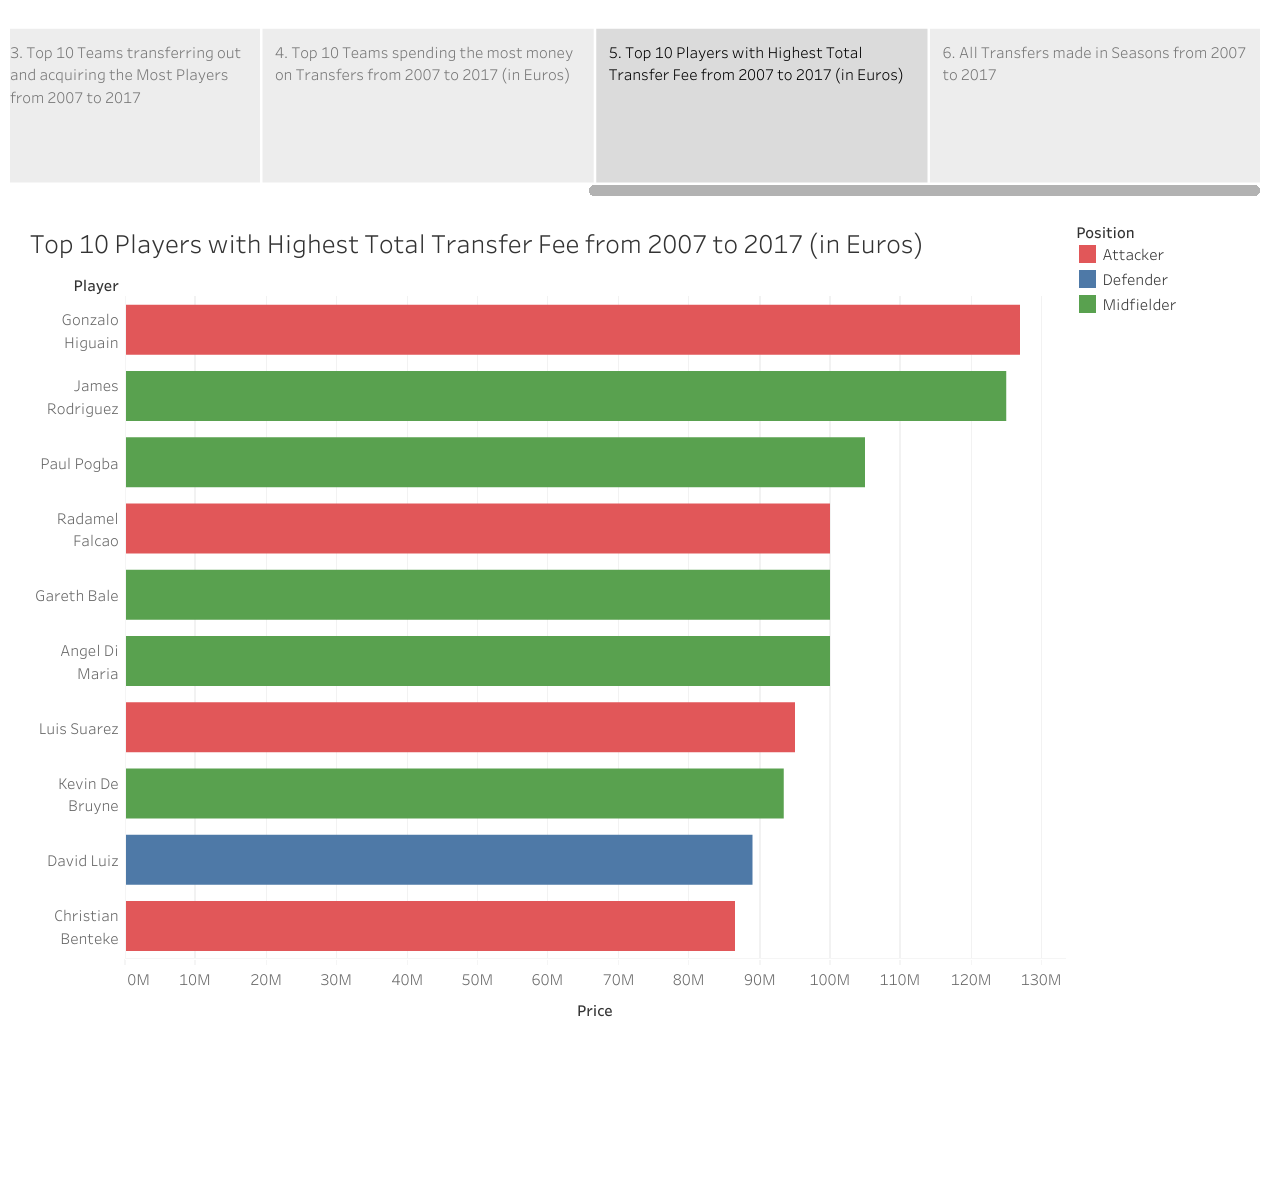 3. Top 10 Teams transferring out
and acquiring the Most Players
from 2007 to 2017
4. Top 10 Teams spending the most money
on Transfers from 2007 to 2017 (in Euros)
5. Top 10 Players with Highest Total
Transfer Fee from 2007 to 2017 (in Euros)
6. All Transfers made in Seasons from 2007
to 2017
Top 10 Players with Highest Total Transfer Fee from 2007 to 2017 (in Euros)
Position
Attacker
Defender
Midfielder
Player
Gonzalo
Higuain
James
Rodriguez
Paul Pogba
Radamel
Falcao
Gareth Bale
Angel Di
Maria
Luis Suarez
Kevin De
Bruyne
David Luiz
Christian
Benteke
0M 10M 20M 30M 40M 50M 60M 70M 80M 90M 100M 110M 120M 130M
Price